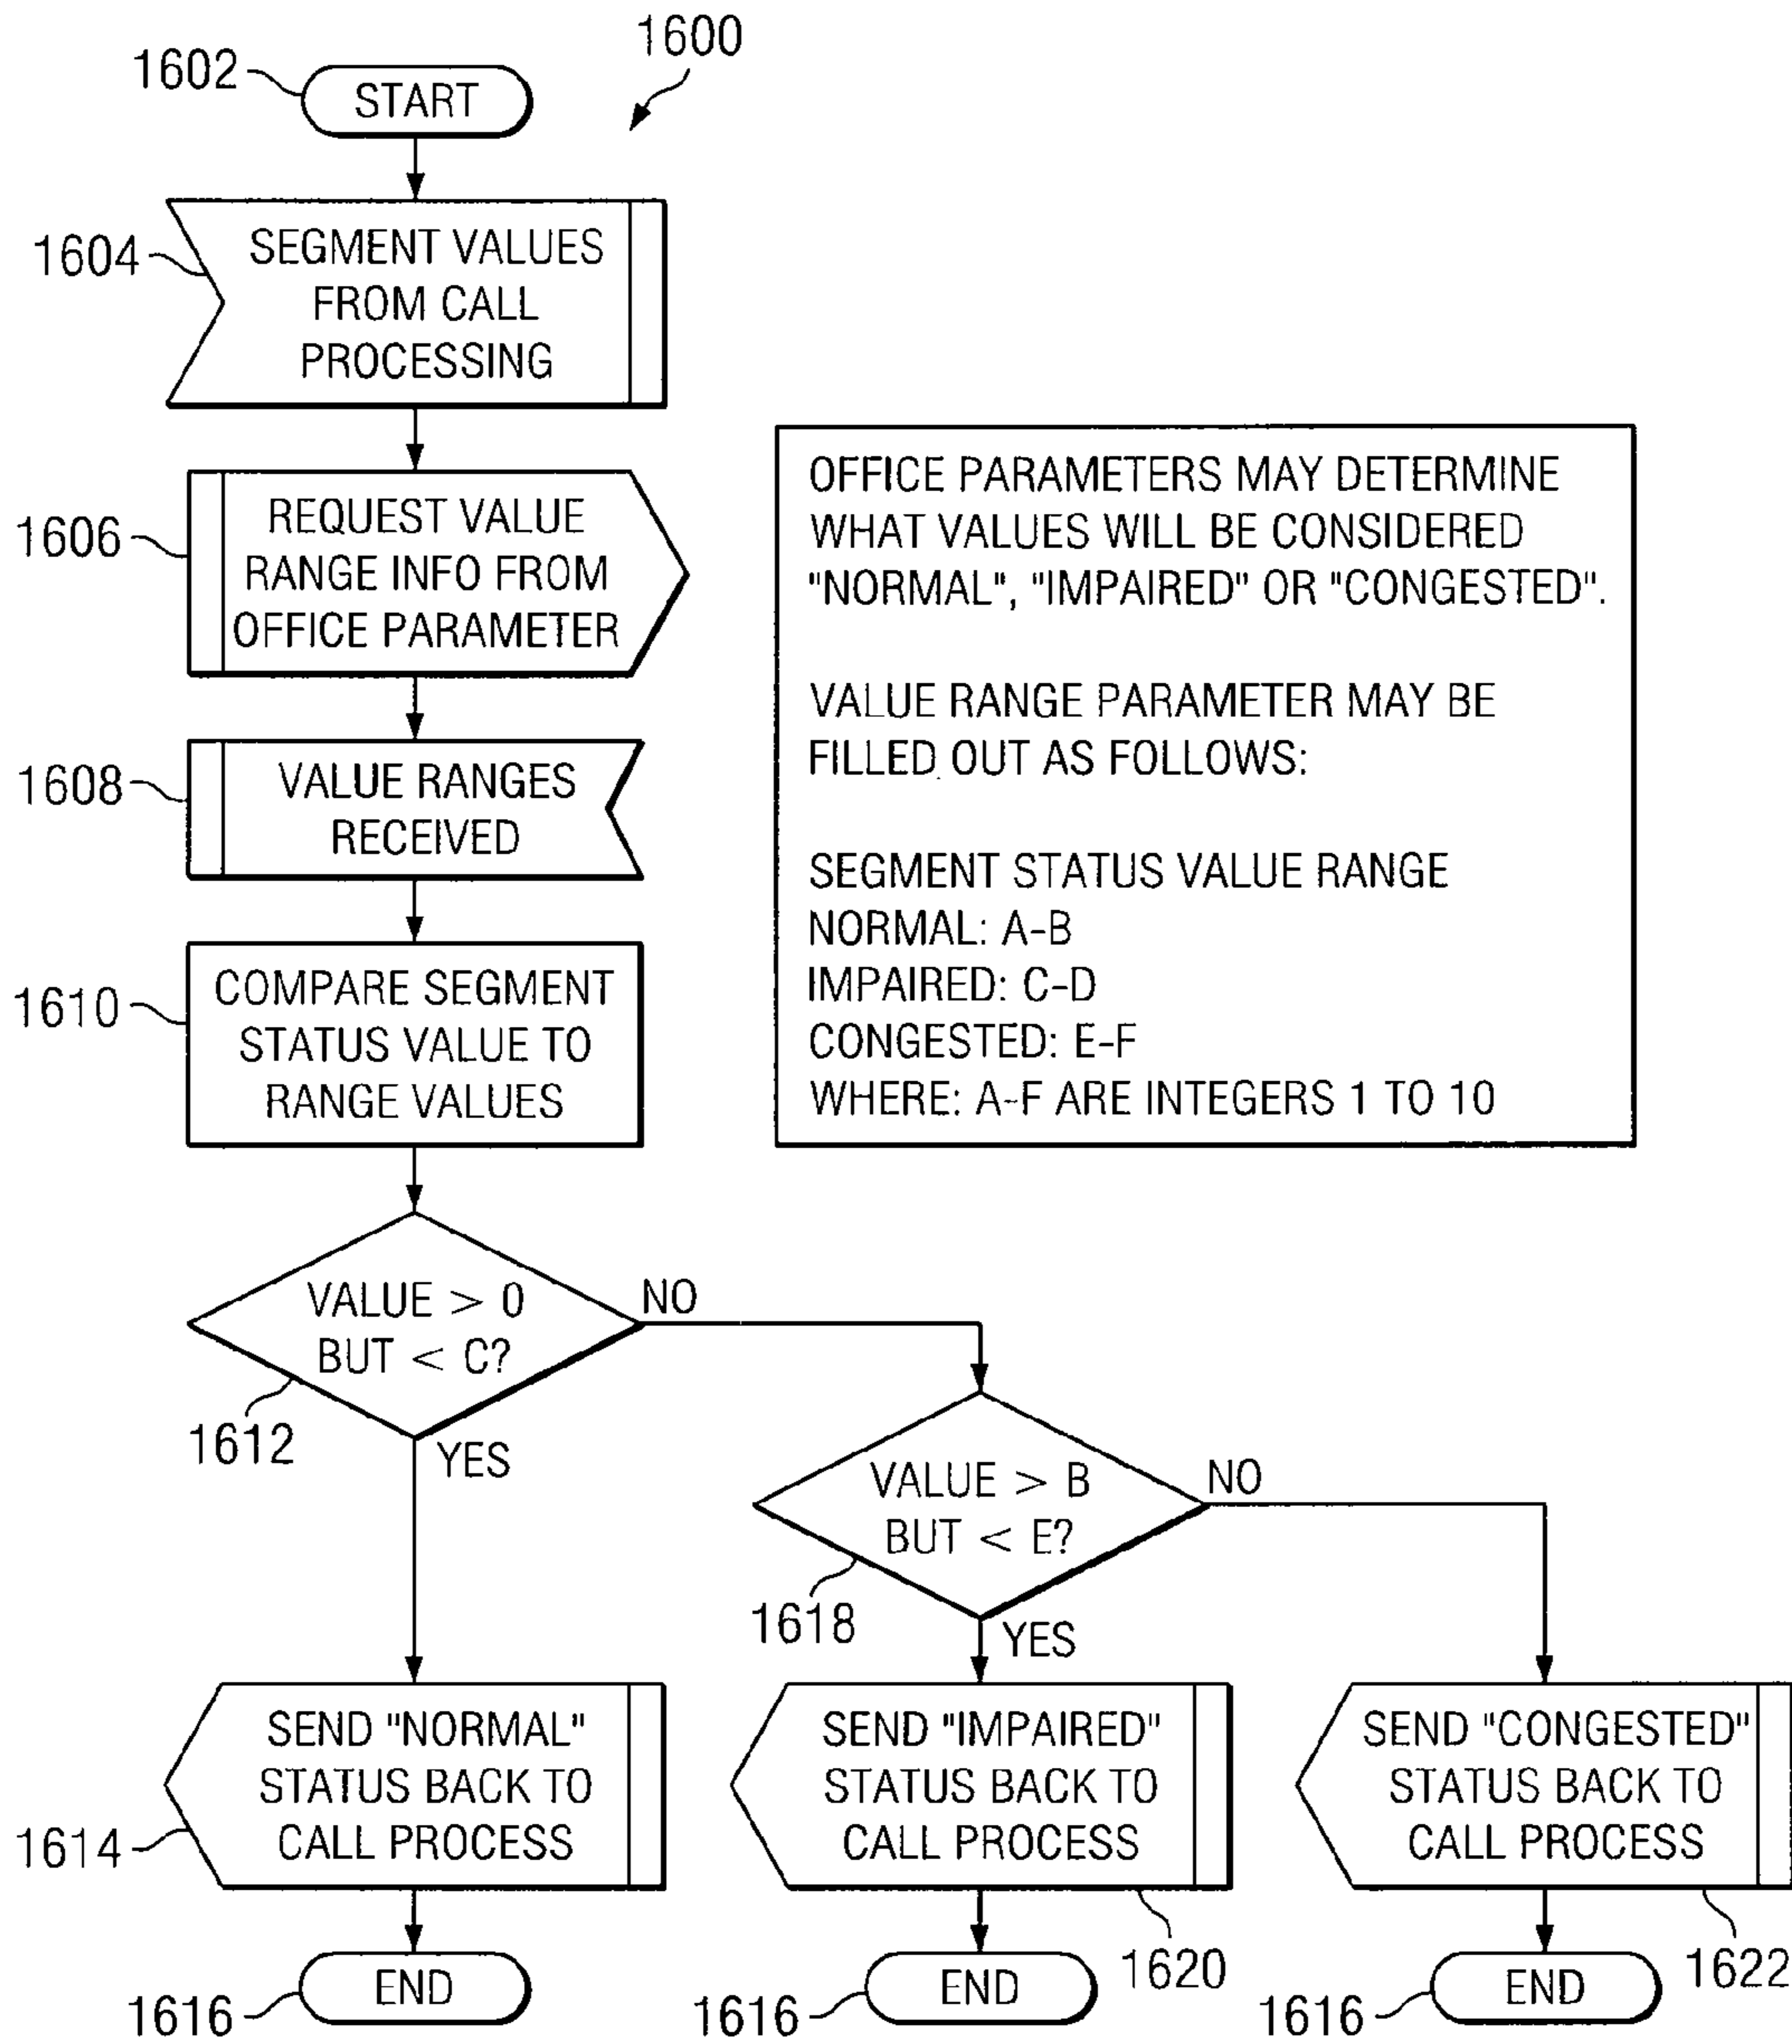 1600
1602
START
1604
SEGMENT VALUES
FROM CALL
PROCESSING
1606
REQUEST VALUE
RANGE INFO FROM
OFFICE PARAMETER
1608
VALUE RANGES
RECEIVED
1610
COMPARE SEGMENT
STATUS VALUE TO
RANGE VALUES
OFFICE PARAMETERS MAY DETERMINE
WHAT VALUES WILL BE CONSIDERED
"NORMAL", "IMPAIRED" OR "CONGESTED".
VALUE RANGE PARAMETER MAY BE
FILLED OUT AS FOLLOWS:
SEGMENT STATUS VALUE RANGE
NORMAL: A-B
IMPAIRED: C-D
CONGESTED: E-F
WHERE: A-F ARE INTEGERS 1 TO 10
VALUE > 0
BUT < C?
NO
1612
YES
VALUE > B
BUT < E?
NO
1618
YES
SEND "NORMAL"
STATUS BACK TO
CALL PROCESS
1614
SEND "IMPAIRED"
STATUS BACK TO
CALL PROCESS
1620
SEND "CONGESTED"
STATUS BACK TO
CALL PROCESS
1622
END
1616
END
1616
END
1616